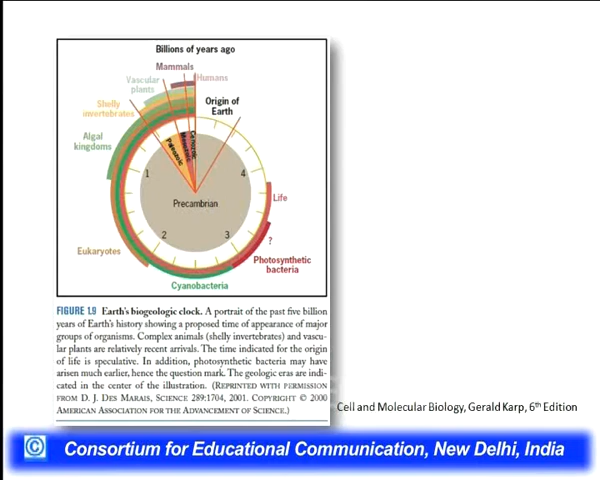 Billions of years ago
Mammals
Humans
Vascular
plants
Origin of
Earth
Shelly
invertebrates
Algal
kingdoms
Paleozoic
Mesozoic
Cenozoic
1
4
Life
Precambrian
2
3
?
Eukaryotes
Photosynthetic
bacteria
Cyanobacteria
FIGURE 1.9 Earth's biogeologic clock. A portrait of the past five billion
years of Earth's history showing a proposed time of appearance of major
groups of organisms. Complex animals (shelly invertebrates) and vascu-
lar plants are relatively recent arrivals. The time indicated for the origin
of life is speculative. In addition, photosynthetic bacteria may have
arisen much earlier, hence the question mark. The geologic eras are indi-
cated in the center of the illustration. (REPRINTED WITH PERMISSION
FROM D. J. DES MARAIS, SCIENCE 289:1704, 2001. COPYRIGHT © 2000
AMERICAN ASSOCIATION FOR THE ADVANCEMENT OF SCIENCE.)
Cell and Molecular Biology, Gerald Karp, 6th Edition
© Consortium for Educational Communication, New Delhi, India